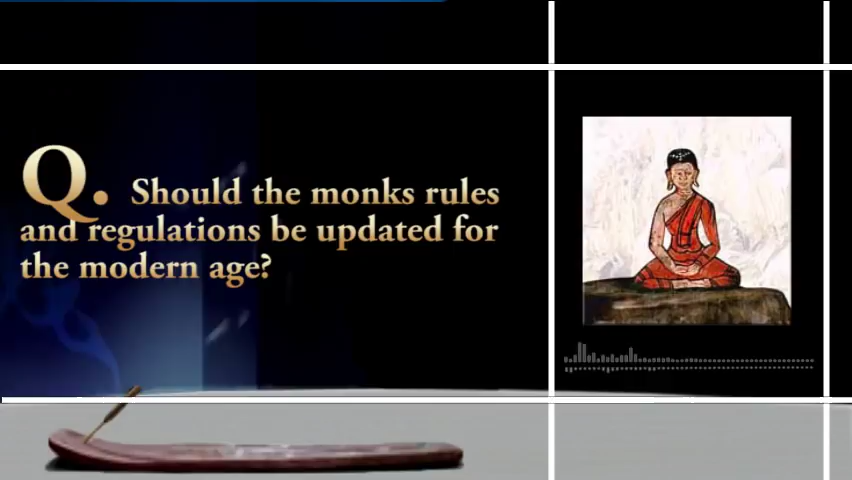 Q. Should the monks rules
and regulations be updated for
the modern age?